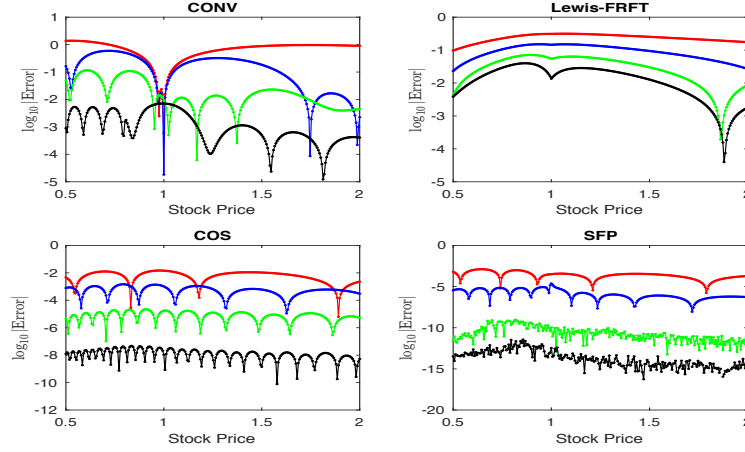 CONV
1
0
-1
-2
-3
-4
-5
log10 |Error|
0.5 1 1.5 2
Stock Price
Lewis-FRFT
0
-1
-2
-3
-4
-5
log10 |Error|
0.5 1 1.5 2
Stock Price
COS
0
-2
-4
-6
-8
-10
-12
log10 |Error|
0.5 1 1.5 2
Stock Price
SFP
0
-5
-10
-15
-20
log10 |Error|
0.5 1 1.5 2
Stock Price